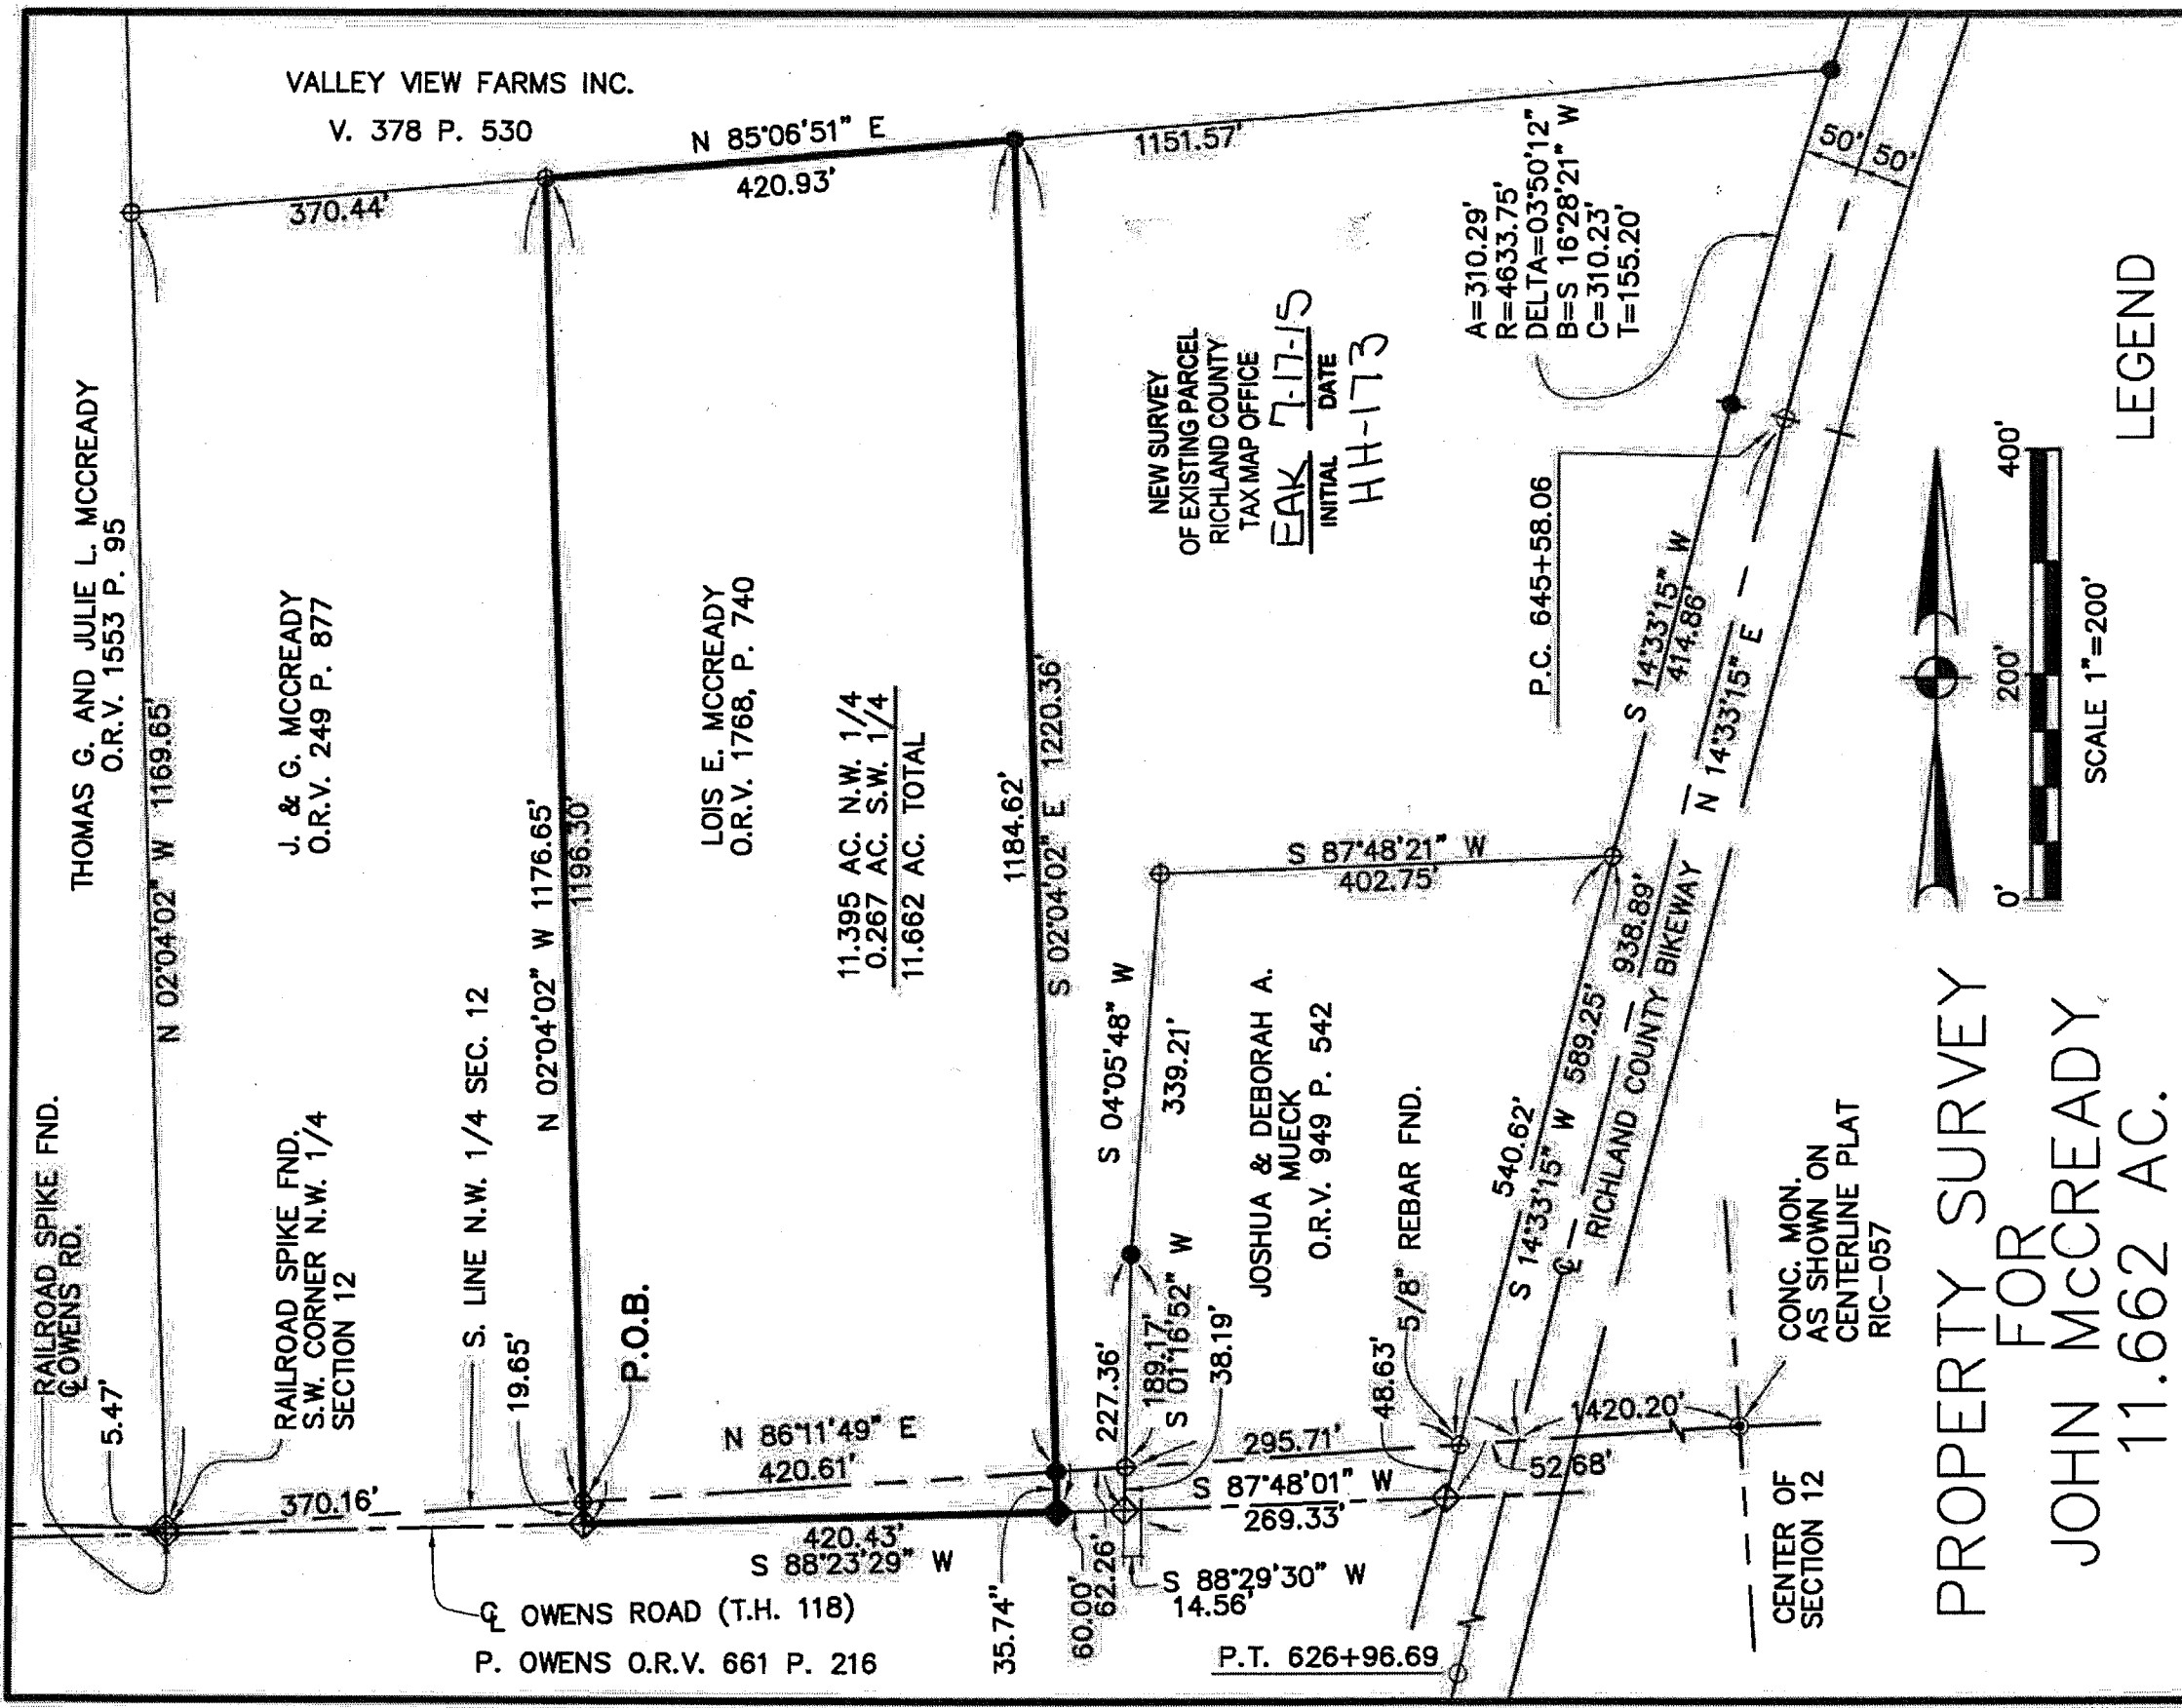 VALLEY VIEW FARMS INC.
V. 378 P. 530
N 85°06'51" E
420.93'
370.44'
1151.57'
THOMAS G. AND JULIE L. MCCREADY
O.R.V. 1553 P. 95
N 02°04'02" W 1169.65'
J. & G. MCCREADY
O.R.V. 249 P. 877
S. LINE N.W. 1/4 SEC. 12
N 02°04'02" W 1176.65'
1196.30'
LOIS E. MCCREADY
O.R.V. 1768, P. 740
11.395 AC. N.W. 1/4
0.267 AC. S.W. 1/4
11.662 AC. TOTAL
1184.62'
S 02°04'02" E 1220.36'
NEW SURVEY
OF EXISTING PARCEL
RICHLAND COUNTY
TAX MAP OFFICE
EAK 7-17-15
INITIAL DATE
HH-173
A=310.29'
R=4633.75'
DELTA=03°50'12"
B=S 16°28'21" W
C=310.23'
T=155.20'
50'
50'
P.C. 645+58.06
S 14°33'15" W
414.86'
N 14°33'15" E
S 87°48'21" W
402.75'
S 04°05'48" W
339.21'
JOSHUA & DEBORAH A.
MUECK
O.R.V. 949 P. 542
RAILROAD SPIKE FND.
℄OWENS RD.
5.47'
RAILROAD SPIKE FND.
S.W. CORNER N.W. 1/4
SECTION 12
19.65'
P.O.B.
370.16'
N 86°11'49" E
420.61'
420.43'
S 88°23'29" W
℄ OWENS ROAD (T.H. 118)
P. OWENS O.R.V. 661 P. 216
35.74"
60.00'
62.26'
227.36'
189.17'
S 01°16'52" W
38.19'
295.71'
S 87°48'01" W
269.33'
S 88°29'30" W
14.56'
48.63'
5/8" REBAR FND.
540.62'
S 14°33'15" W 589.25'
938.89'
℄ RICHLAND COUNTY BIKEWAY
1420.20'
52.68'
P.T. 626+96.69
CONC. MON.
AS SHOWN ON
CENTERLINE PLAT
RIC-057
CENTER OF
SECTION 12
0' 200' 400'
SCALE 1"=200'
LEGEND
PROPERTY SURVEY
FOR
JOHN McCREADY
11.662 AC.